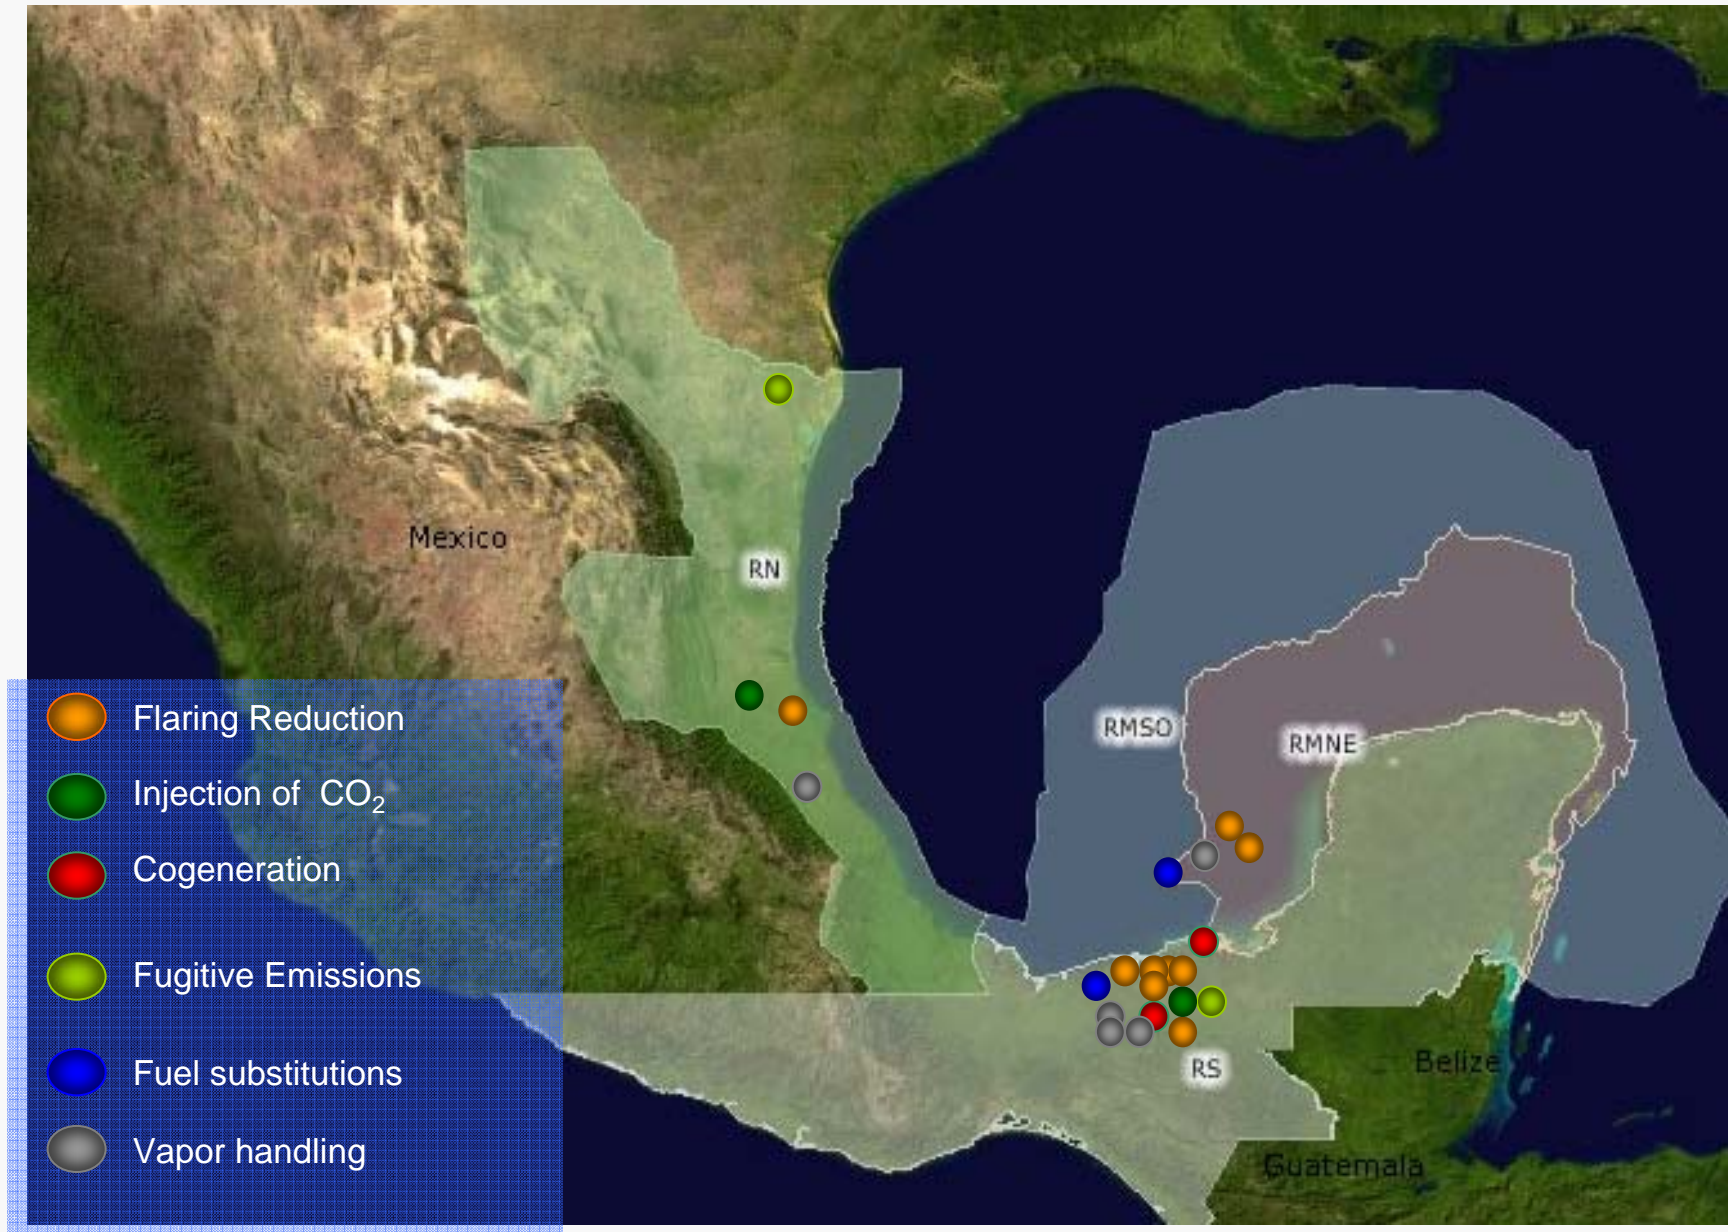 Mexico
RN
RMSO
RMNE
RS
Belize
Guatemala
Flaring Reduction
Injection of CO₂
Cogeneration
Fugitive Emissions
Fuel substitutions
Vapor handling